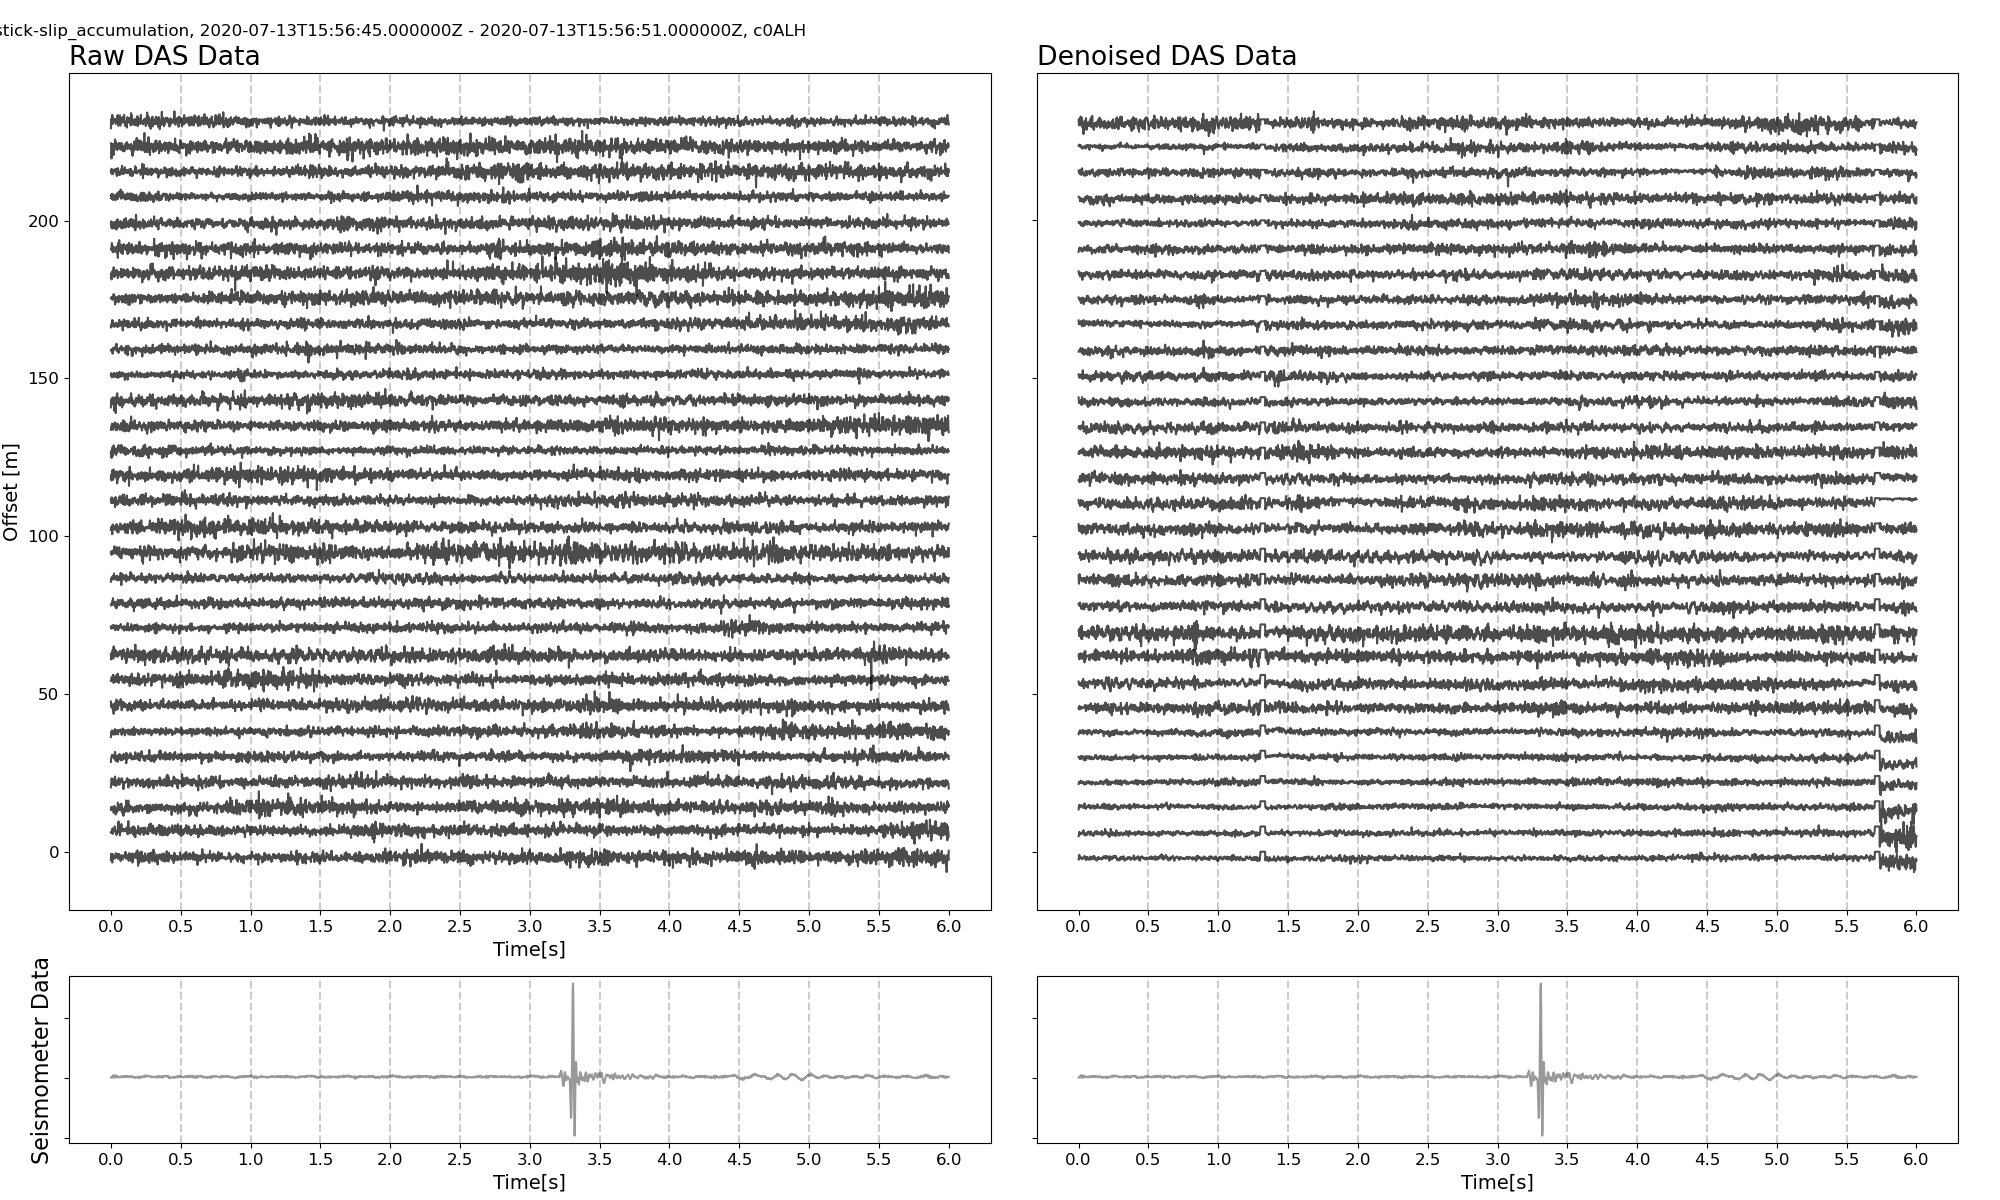 stick-slip_accumulation, 2020-07-13T15:56:45.000000Z - 2020-07-13T15:56:51.000000Z, c0ALH
Raw DAS Data
Denoised DAS Data
Offset [m]
200
150
100
50
0
0.0 0.5 1.0 1.5 2.0 2.5 3.0 3.5 4.0 4.5 5.0 5.5 6.0
Time[s]
0.0 0.5 1.0 1.5 2.0 2.5 3.0 3.5 4.0 4.5 5.0 5.5 6.0
Seismometer Data
0.0 0.5 1.0 1.5 2.0 2.5 3.0 3.5 4.0 4.5 5.0 5.5 6.0
Time[s]
0.0 0.5 1.0 1.5 2.0 2.5 3.0 3.5 4.0 4.5 5.0 5.5 6.0
Time[s]